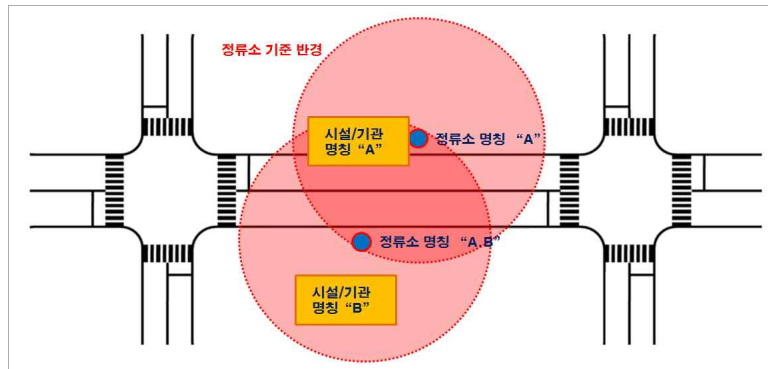 정류소 기준 반경
시설/기관
명칭 “A”
정류소 명칭 “A”
정류소 명칭 “A,B”
시설/기관
명칭 “B”